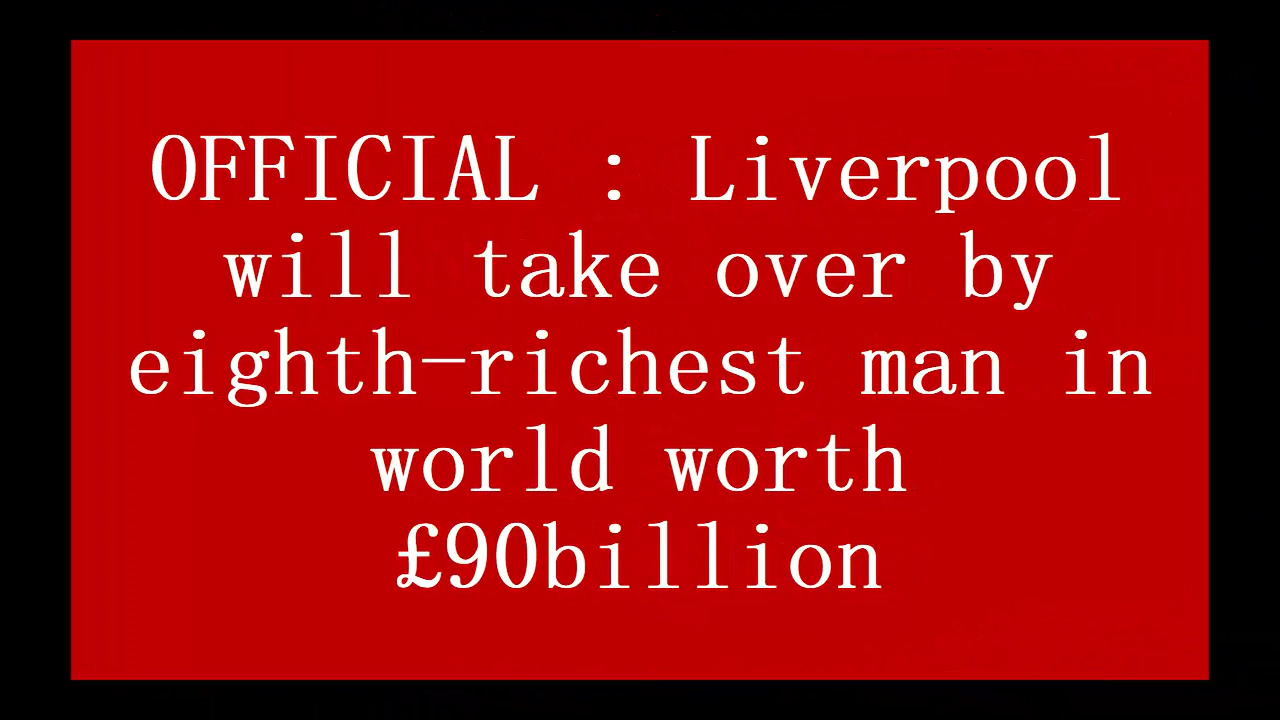 OFFICIAL : Liverpool
will take over by
eighth-richest man in
world worth
£90billion